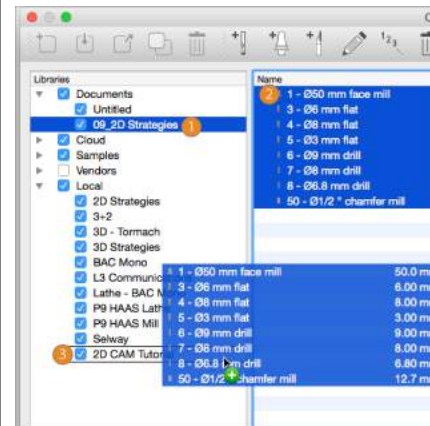 Libraries
Documents
Untitled
09_2D Strategies
1
Cloud
Samples
Vendors
Local
2D Strategies
3+2
3D - Tormach
3D Strategies
BAC Mono
L3 Communic
Lathe - BAC M
P9 HAAS Lath
P9 HAAS Mill
Selway
3
2D CAM Tutor
Name
2
1 - Ø50 mm face mill
3 - Ø6 mm flat
4 - Ø8 mm flat
5 - Ø3 mm flat
6 - Ø9 mm drill
7 - Ø8 mm drill
8 - Ø6.8 mm drill
50 - Ø1/2 " chamfer mill
1 - Ø50 mm face mill 50.0 m
3 - Ø6 mm flat 6.00 m
4 - Ø8 mm flat 8.00 m
5 - Ø3 mm flat 3.00 m
6 - Ø9 mm drill 9.00 m
7 - Ø8 mm drill 8.00 m
8 - Ø6.8 m drill 6.80 m
50 - Ø1/2 hamfer mill 12.7 m